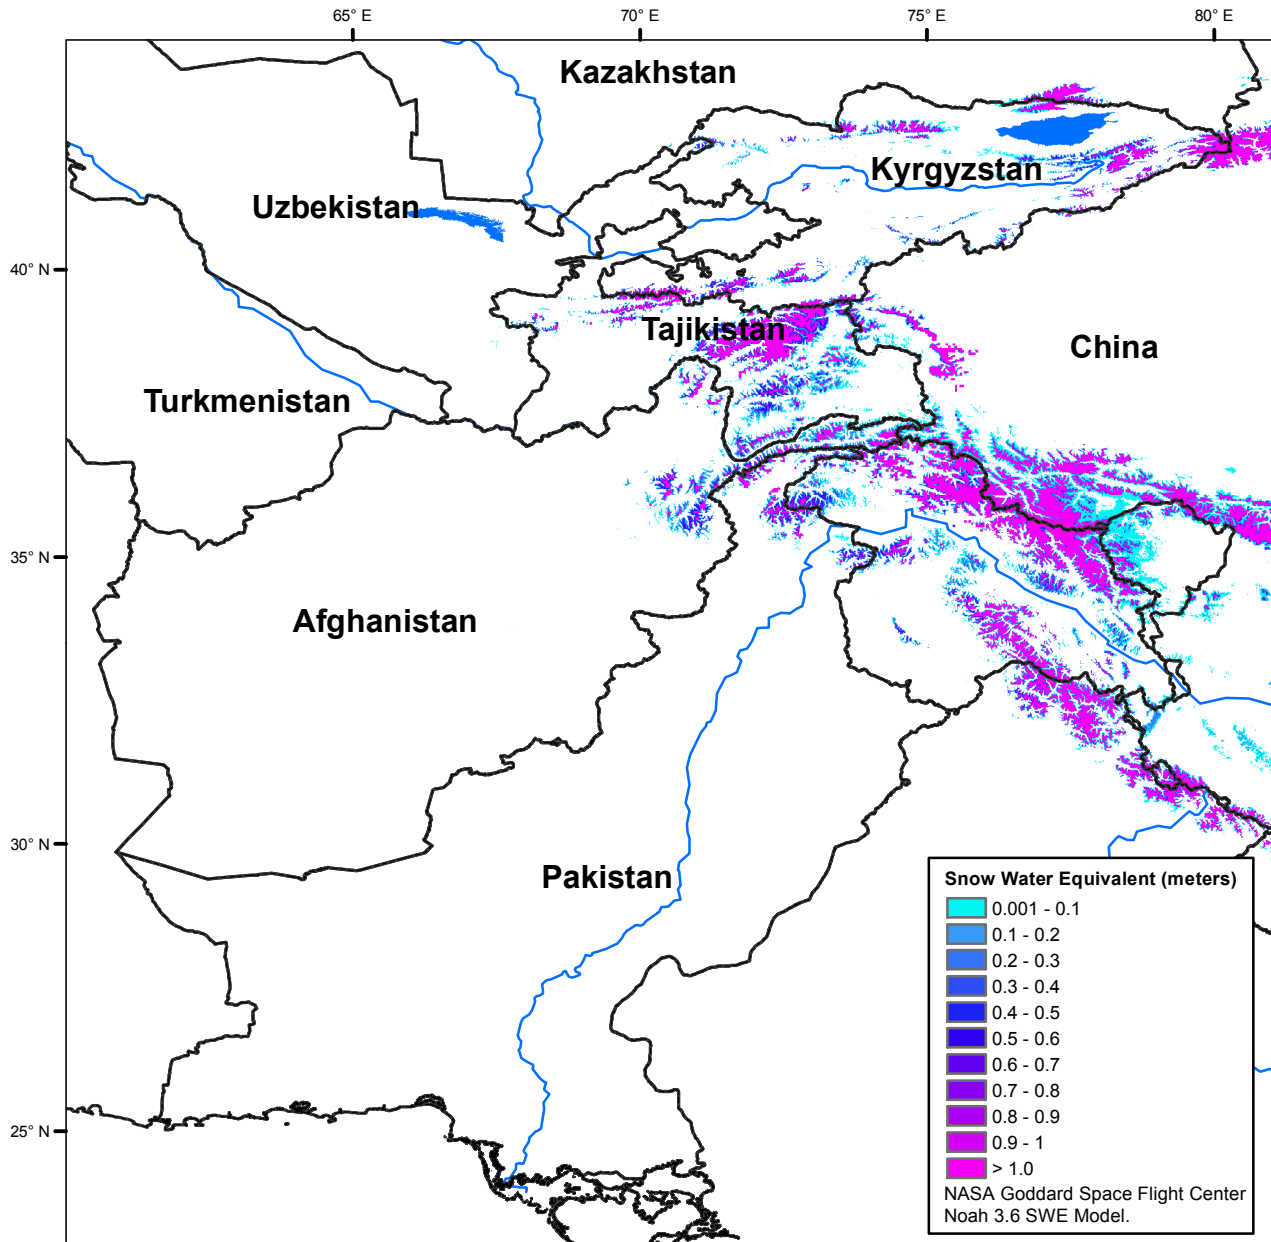 65° E
70° E
75° E
80° E
Kazakhstan
Kyrgyzstan
Uzbekistan
40° N
Tajikistan
China
Turkmenistan
35° N
Afghanistan
30° N
Pakistan
25° N
Snow Water Equivalent (meters)
0.001 - 0.1
0.1 - 0.2
0.2 - 0.3
0.3 - 0.4
0.4 - 0.5
0.5 - 0.6
0.6 - 0.7
0.7 - 0.8
0.8 - 0.9
0.9 - 1
> 1.0
NASA Goddard Space Flight Center
Noah 3.6 SWE Model.